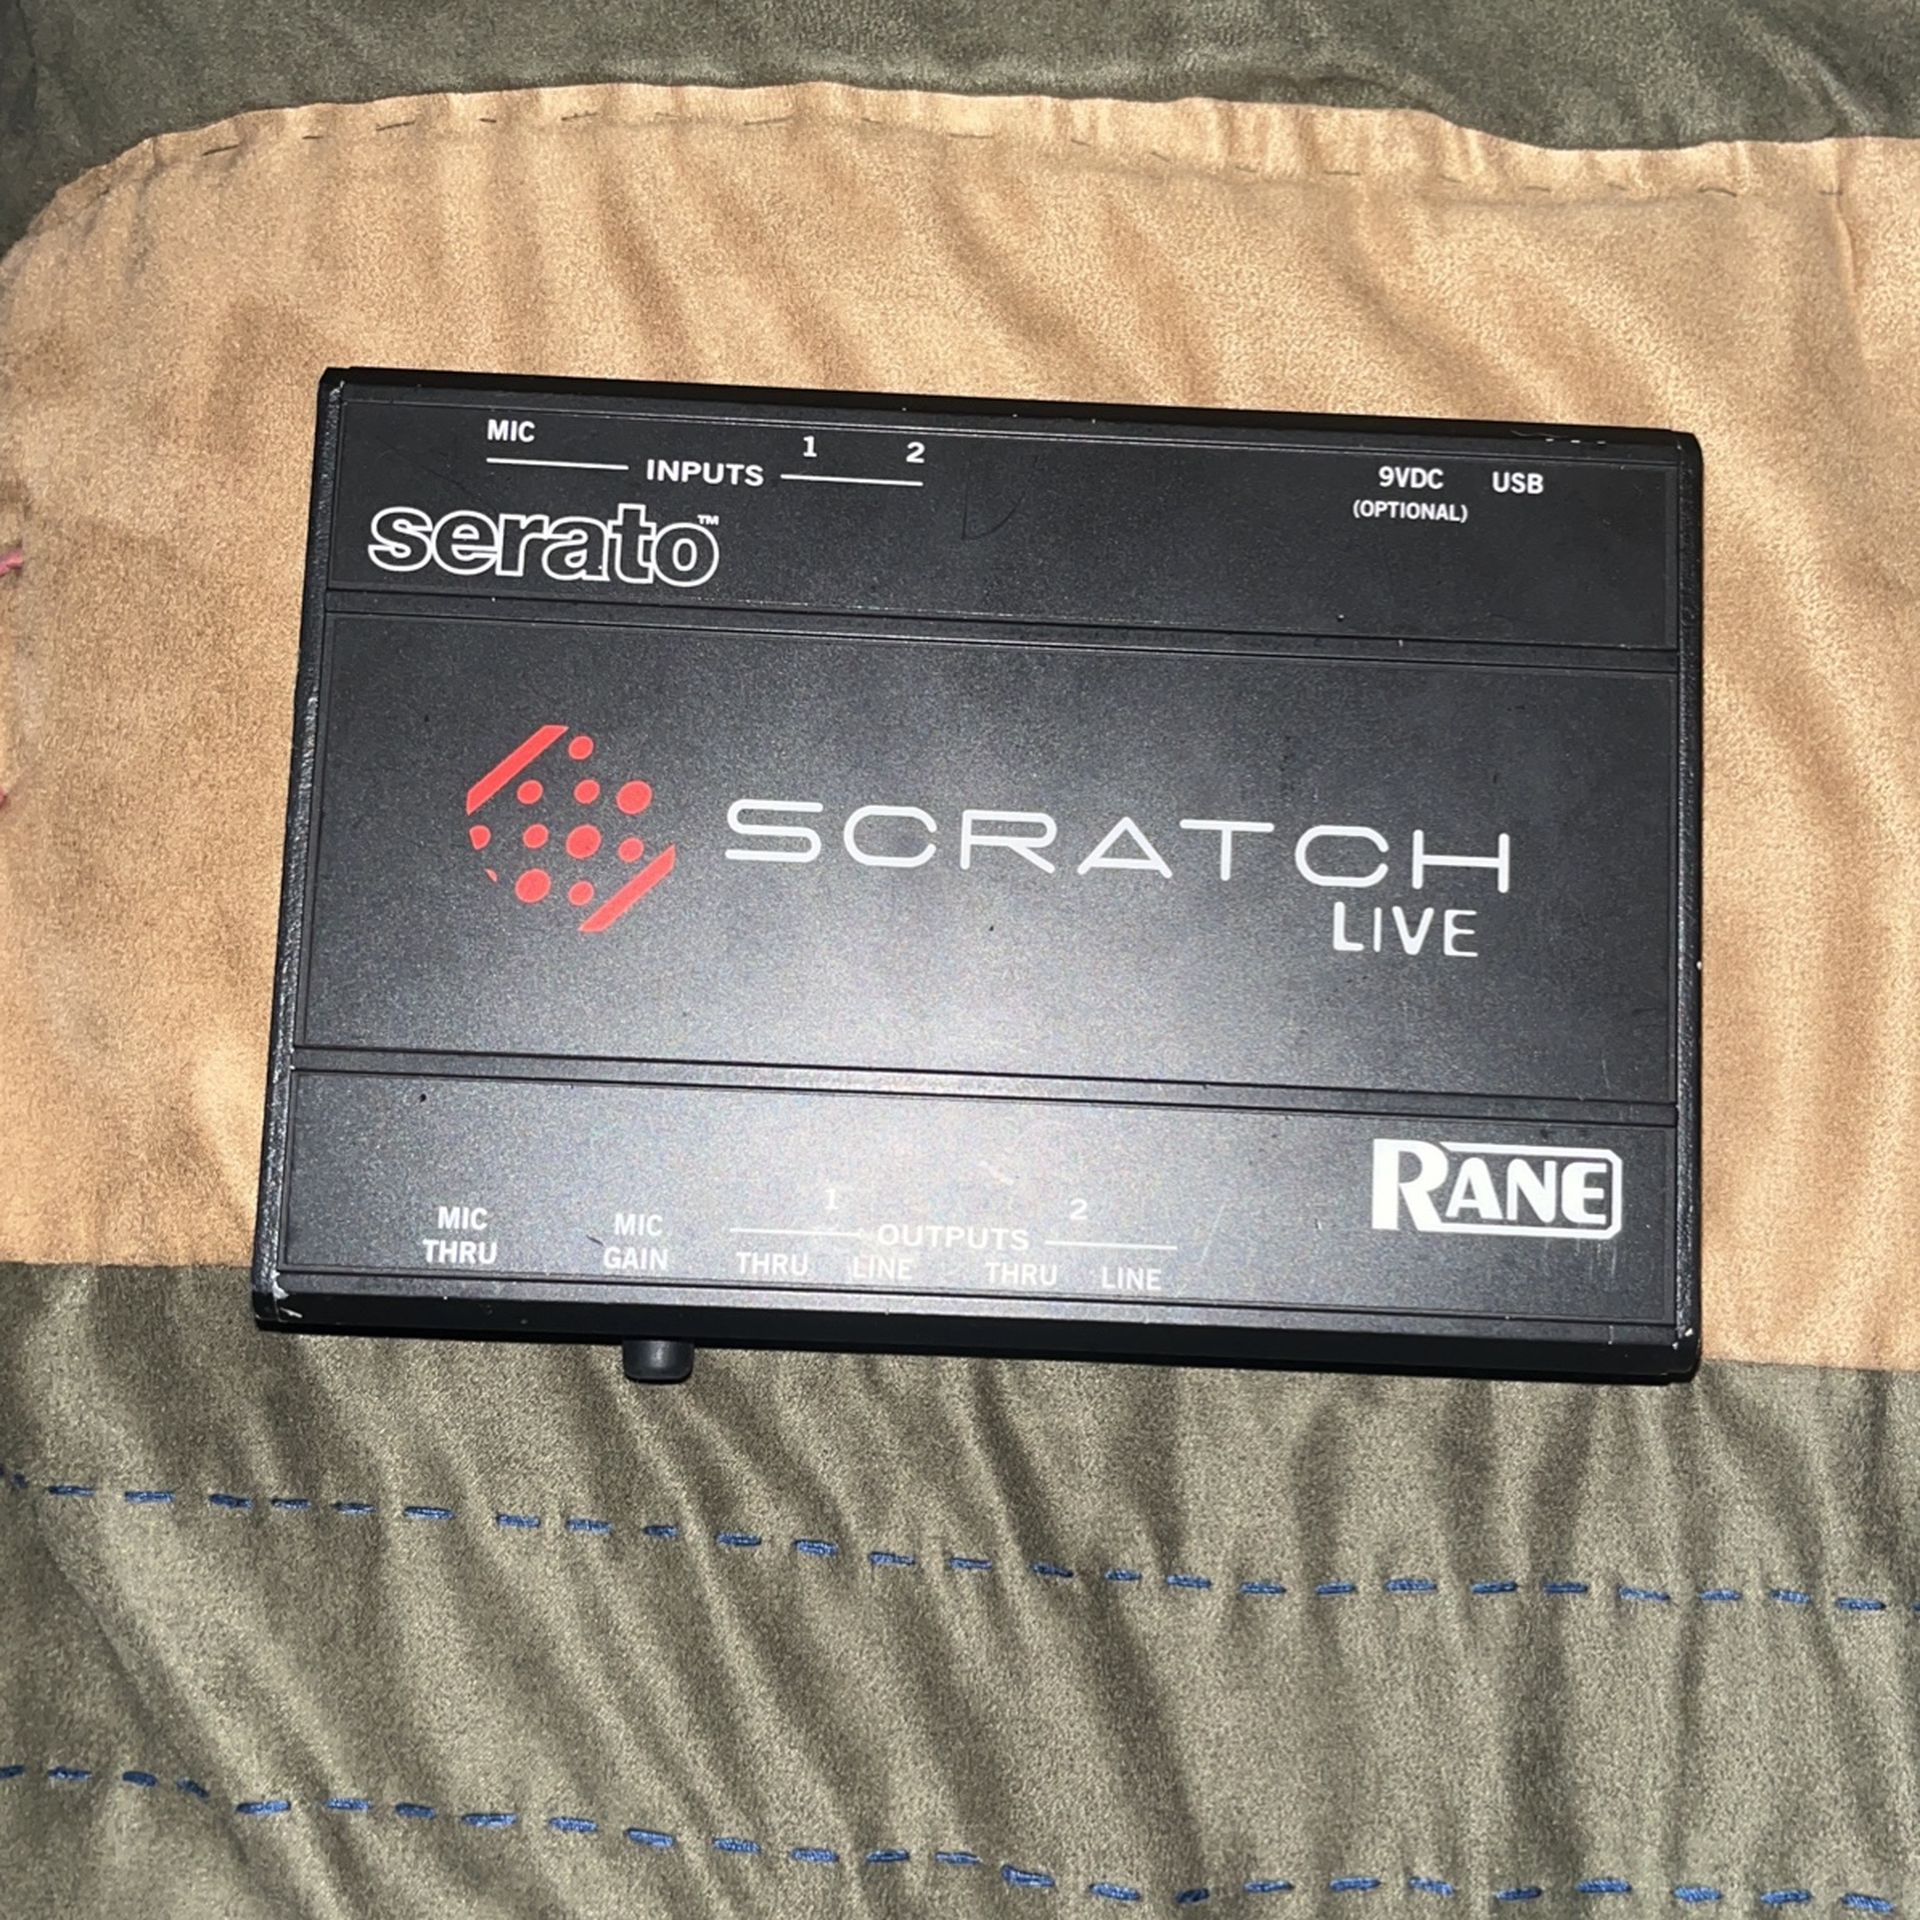 MIC
1 2
INPUTS
9VDC USB
(OPTIONAL)
serato™
SCRATCH
LIVE
RANE
MIC MIC 1 2
THRU GAIN OUTPUTS
THRU LINE THRU LINE